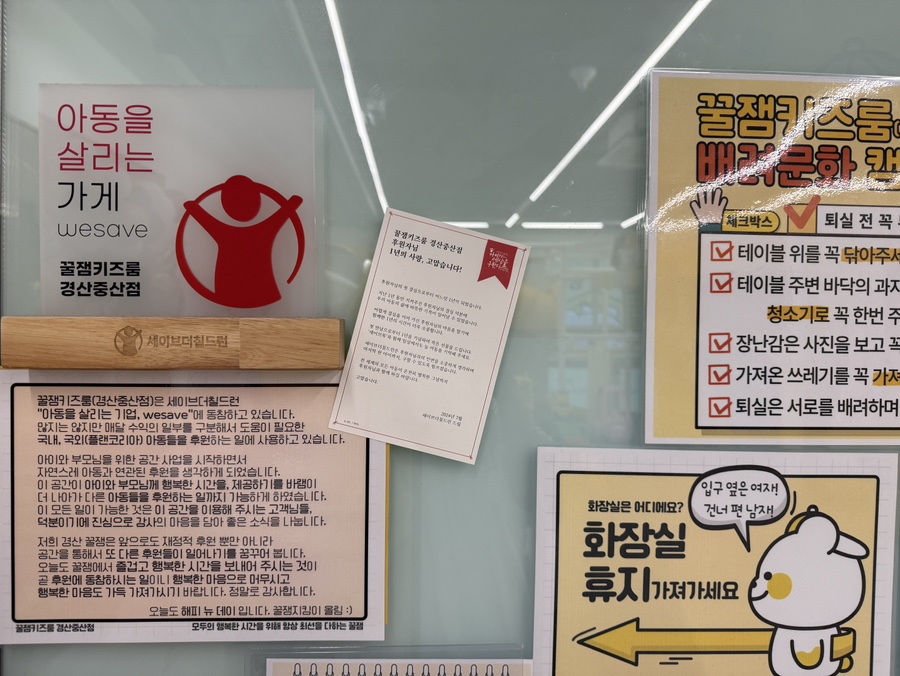 아동을
살리는
가게
wesave
꿀잼키즈룸
경산중산점
세이브더칠드런
꿀잼키즈룸(경산중산점)은 세이브더칠드런
"아동을 살리는 기업, wesave"에 동참하고 있습니다.
많지는 않지만 매달 수익의 일부를 구분해서 도움이 필요한
국내, 국외(플랜코리아) 아동들을 후원하는 일에 사용하고 있습니다.
아이와 부모님을 위한 공간 사업을 시작하면서
자연스레 아동과 연관된 후원을 생각하게 되었습니다.
이 공간이 아이와 부모님께 행복한 시간을, 제공하기를 바램이
더 나아가 다른 아동들을 후원하는 일까지 가능하게 하였습니다.
이 모든 일이 가능한 것은 이 공간을 이용해 주시는 고객님들,
덕분이기에 진심으로 감사의 마음을 담아 좋은 소식을 나눕니다.
저희 경산 꿀잼은 앞으로도 재정적 후원 뿐만 아니라
공간을 통해서 또 다른 후원들이 일어나기를 꿈꾸어 봅니다.
오늘도 꿀잼에서 즐겁고 행복한 시간을 보내어 주시는 것이
곧 후원에 동참하시는 일이니 행복한 마음으로 머무시고
행복한 마음도 가득 가져가시기 바랍니다. 정말로 감사합니다.
오늘도 해피 뉴 데이 입니다. 꿀잼지킴이 올림 :)
꿀잼키즈룸 경산중산점
모두의 행복한 시간을 위해 항상 최선을 다하는 꿀잼
꿀잼키즈룸 경산중산점
후원자님
1년의 사랑, 고맙습니다!
고맙습니다.
2024년 7월
세이브더칠드런 드림
꿀잼키즈룸
배려문화
체크박스
퇴실 전 꼭
테이블 위를 꼭 닦아주세
테이블 주변 바닥의 과자
청소기로 꼭 한번 주
장난감은 사진을 보고 꼭
가져온 쓰레기를 꼭 가져
퇴실은 서로를 배려하며
입구 옆은 여자!
건너 편 남자!
화장실은 어디에요?
화장실
휴지가져가세요